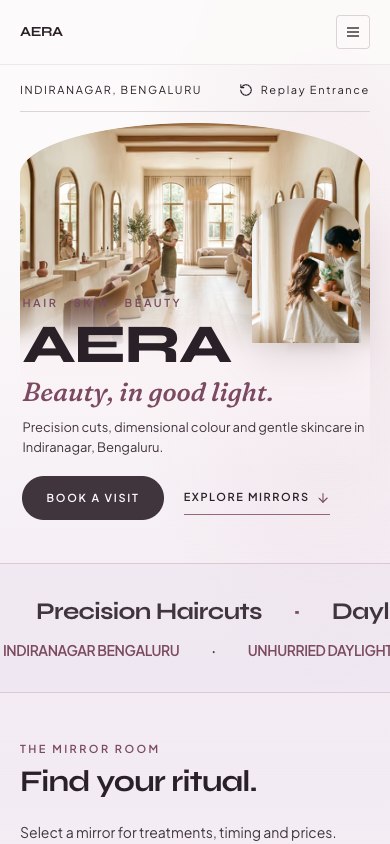 AERA
INDIRANAGAR, BENGALURU
Replay Entrance
HAIR · SKIN · BEAUTY
AERA
Beauty, in good light.
Precision cuts, dimensional colour and gentle skincare in
Indiranagar, Bengaluru.
BOOK A VISIT
EXPLORE MIRRORS ↓
Precision Haircuts · Dayl
INDIRANAGAR BENGALURU · UNHURRIED DAYLIGHT
THE MIRROR ROOM
Find your ritual.
Select a mirror for treatments, timing and prices.